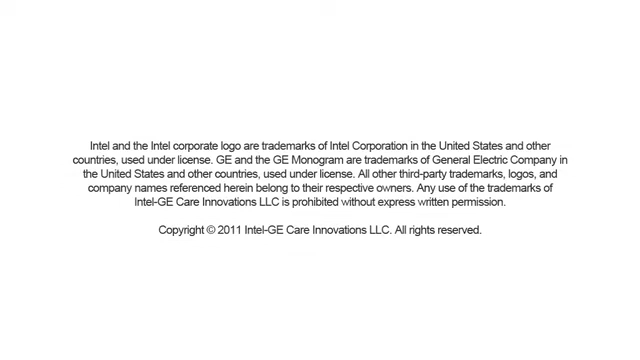 Intel and the Intel corporate logo are trademarks of Intel Corporation in the United States and other
countries, used under license. GE and the GE Monogram are trademarks of General Electric Company in
the United States and other countries, used under license. All other third-party trademarks, logos, and
company names referenced herein belong to their respective owners. Any use of the trademarks of
Intel-GE Care Innovations LLC is prohibited without express written permission.
Copyright © 2011 Intel-GE Care Innovations LLC. All rights reserved.